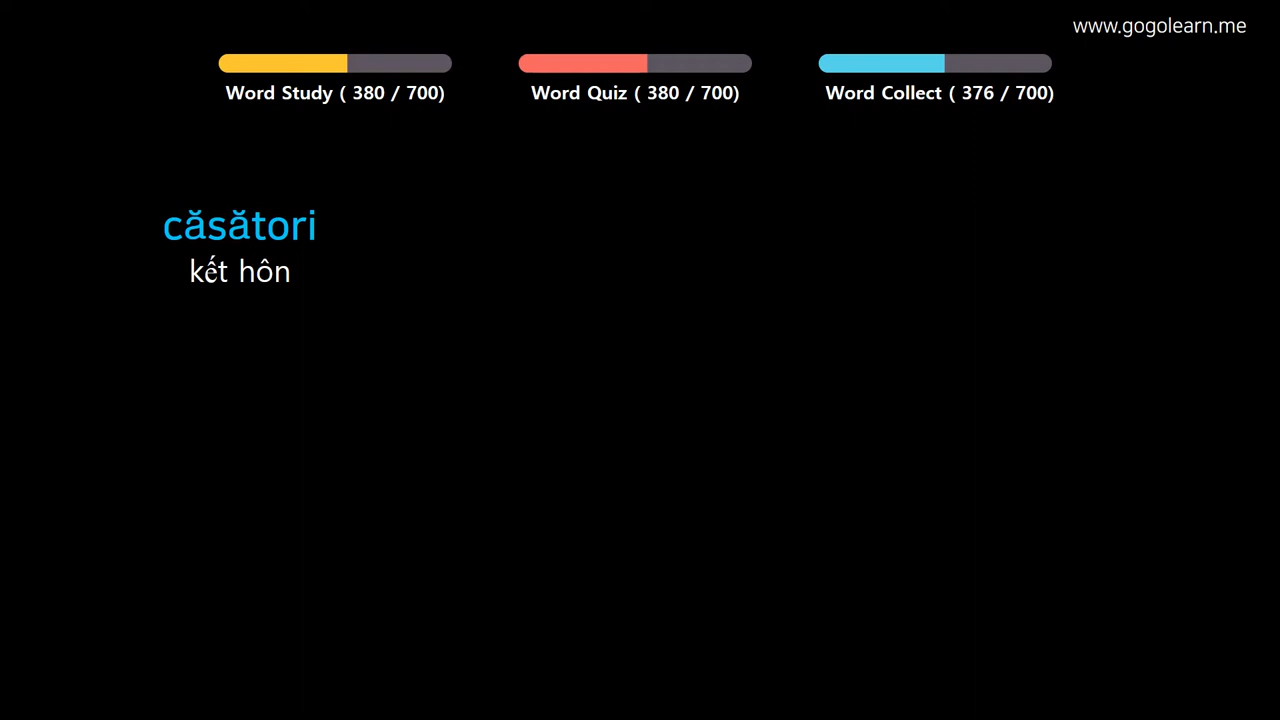 www.gogolearn.me
Word Study ( 380 / 700)
Word Quiz ( 380 / 700)
Word Collect ( 376 / 700)
căsători
kết hôn